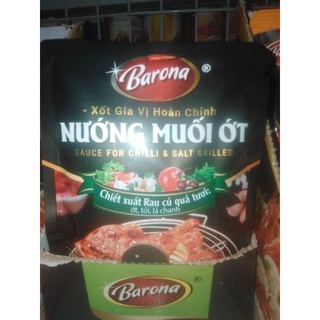 Barona®
- Xốt Gia Vị Hoàn Chỉnh -
NƯỚNG MUỐI ỚT
SAUCE FOR CHILLI & SALT GRILLED
Chiết xuất Rau củ quả tươi:
ớt, tỏi, lá chanh
Barona®